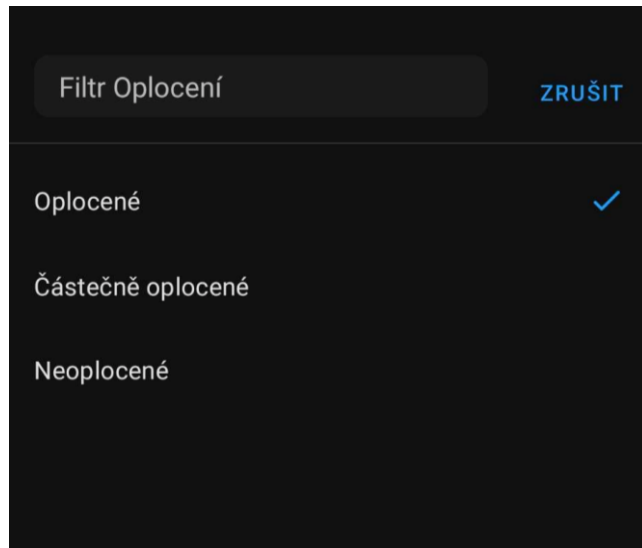 Filtr Oplocení
ZRUŠIT
Oplocené
Částečně oplocené
Neoplocené